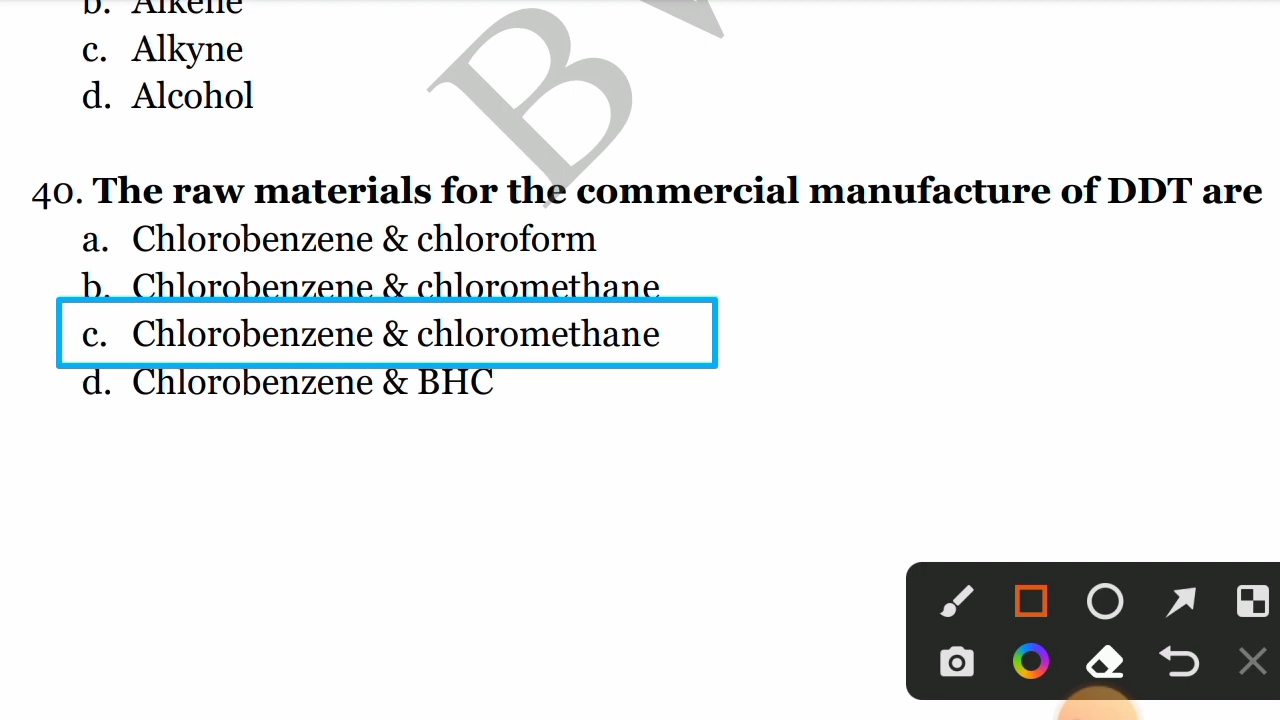 b. Alkene
c. Alkyne
d. Alcohol
40. The raw materials for the commercial manufacture of DDT are
a. Chlorobenzene & chloroform
b. Chlorobenzene & chloromethane
c. Chlorobenzene & chloromethane
d. Chlorobenzene & BHC
B